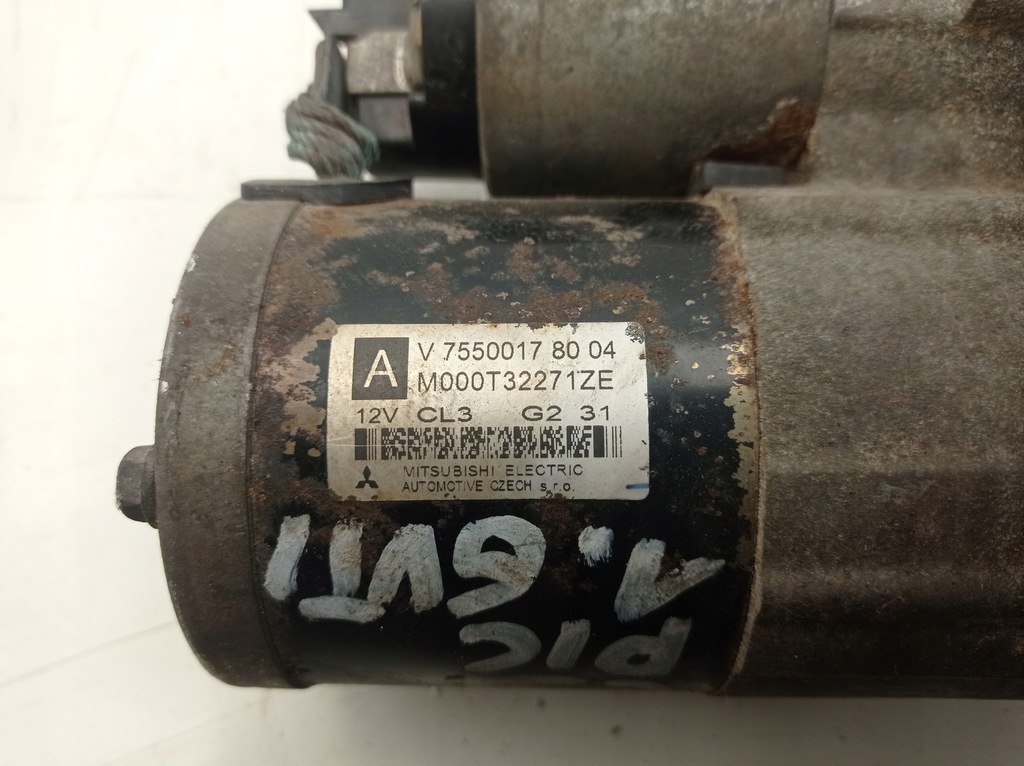 A
V 7550017 80 04
M000T32271ZE
12V CL3 G2 31
MITSUBISHI ELECTRIC
AUTOMOTIVE CZECH s.r.o.
PIC
1.6VTI